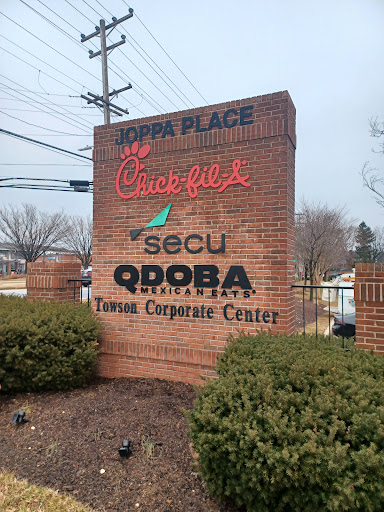 JOPPA PLACE
Chick-fil-A
secu
QDOBA
MEXICAN EATS®
Towson Corporate Center